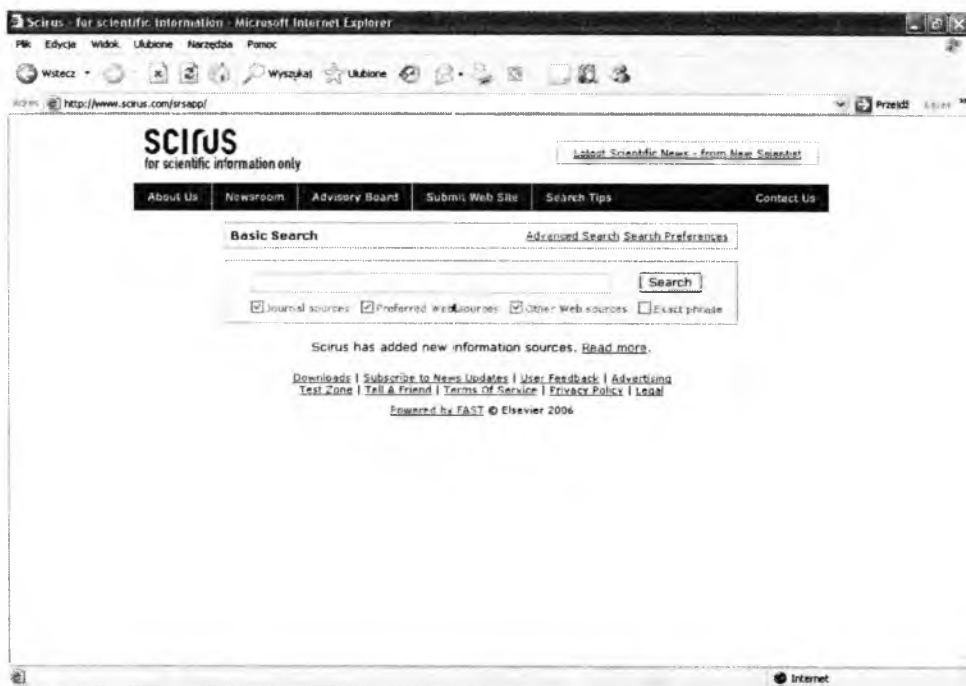 Scirus - for scientific information - Microsoft Internet Explorer
Plik Edycja Widok Ulubione Narzędzia Pomoc
Wstecz Wyszukaj Ulubione
Adres http://www.scirus.com/srsapp/ Przejdź
SCIRUS
for scientific information only
Latest Scientific News - from New Scientist
About Us Newsroom Advisory Board Submit Web Site Search Tips Contact Us
Basic Search Advanced Search Search Preferences
Search
Journal sources Preferred Web sources Other Web sources Exact phrase
Scirus has added new information sources. Read more.
Downloads | Subscribe to News Updates | User Feedback | Advertising
Test Zone | Tell A Friend | Terms Of Service | Privacy Policy | Legal
Powered by FAST © Elsevier 2006
Internet